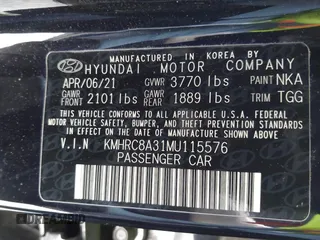 MANUFACTURED IN KOREA BY
HYUNDAI MOTOR COMPANY
APR/06/21 GVWR 3770 lbs PAINT NKA
GAWR FRONT 2101 lbs GAWR REAR 1889 lbs TRIM TGG
THIS VEHICLE CONFORMS TO ALL APPLICABLE U.S.A. FEDERAL
MOTOR VEHICLE SAFETY, BUMPER, AND THEFT PREVENTION
STANDARDS IN EFFECT ON THE DATE OF MANUFACTURE
SHOWN ABOVE.
V.I.N KMHRC8A31MU115576
PASSENGER CAR